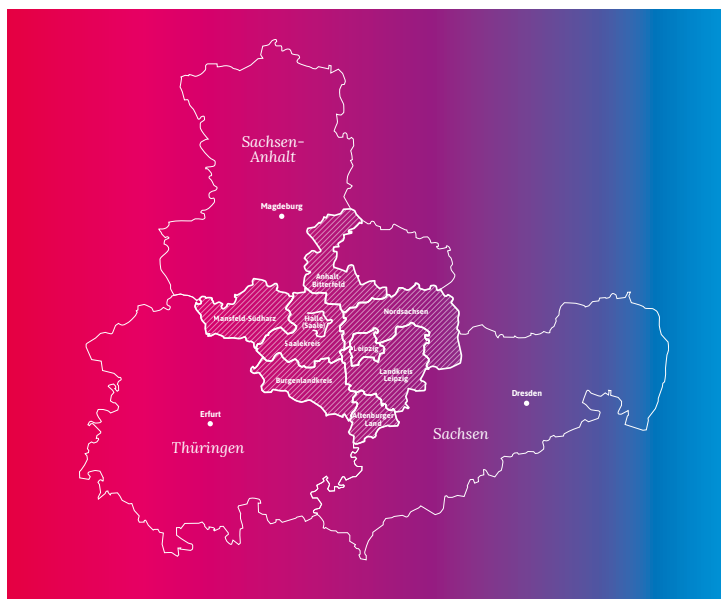 Sachsen-
Anhalt
Magdeburg
Anhalt-
Bitterfeld
Mansfeld-Südharz
Halle
(Saale)
Nordsachsen
Saalekreis
Leipzig
Landkreis
Leipzig
Burgenlandkreis
Dresden
Erfurt
Altenburger
Land
Thüringen
Sachsen